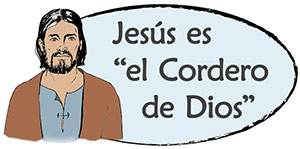 Jesús es
“el Cordero
de Dios”